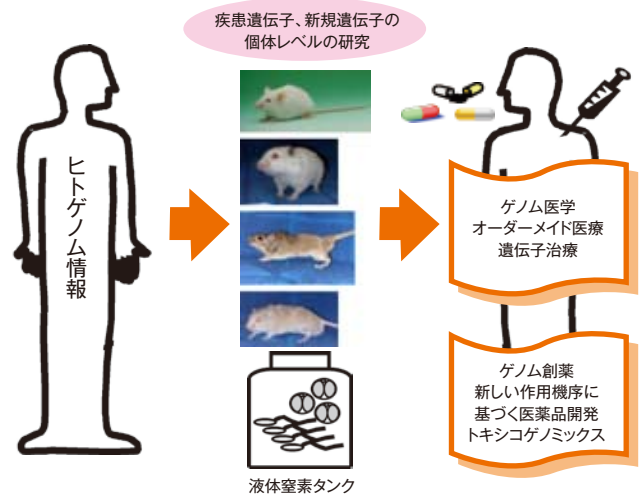 疾患遺伝子、新規遺伝子の
個体レベルの研究
ヒトゲノム情報
液体窒素タンク
ゲノム医学
オーダーメイド医療
遺伝子治療
ゲノム創薬
新しい作用機序に
基づく医薬品開発
トキシコゲノミックス